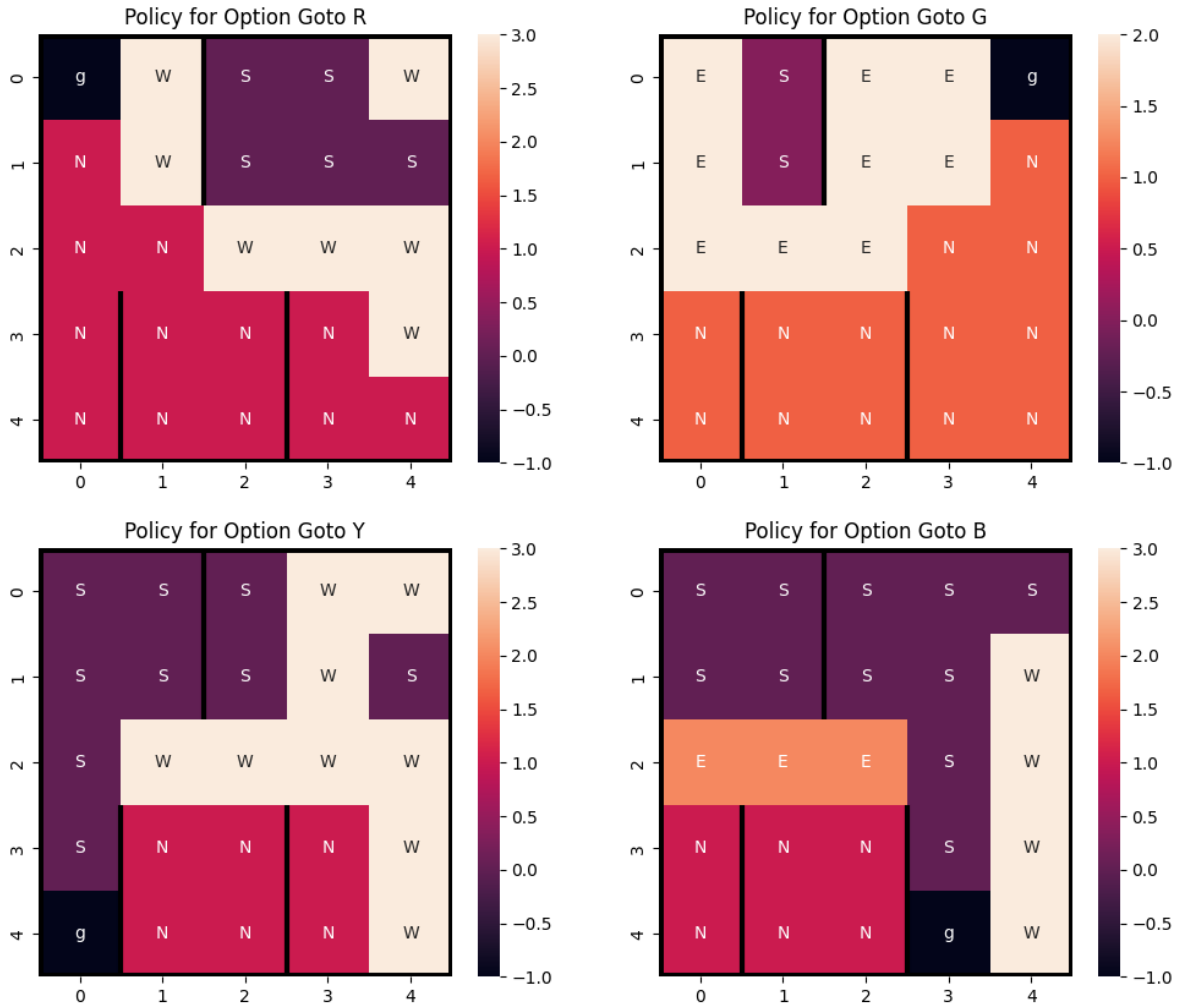 Policy for Option Goto R
Policy for Option Goto G
0 g W S S W 3.0
0 E S E E g 2.0
2.5
1.5
1 N W S S S 2.0
1 E S E E N 1.0
1.5
2 N N W W W 1.0
2 E E E N N 0.5
0.5
0.0
3 N N N N W 0.0
3 N N N N N
−0.5
−0.5
4 N N N N N −1.0
4 N N N N N −1.0
0 1 2 3 4
0 1 2 3 4
Policy for Option Goto Y
Policy for Option Goto B
0 S S S W W 3.0
0 S S S S S 3.0
2.5
2.5
1 S S S W S 2.0
1 S S S S W 2.0
1.5
1.5
2 S W W W W 1.0
2 E E E S W 1.0
0.5
0.5
3 S N N N W 0.0
3 N N N S W 0.0
−0.5
−0.5
4 g N N N W −1.0
4 N N N g W −1.0
0 1 2 3 4
0 1 2 3 4